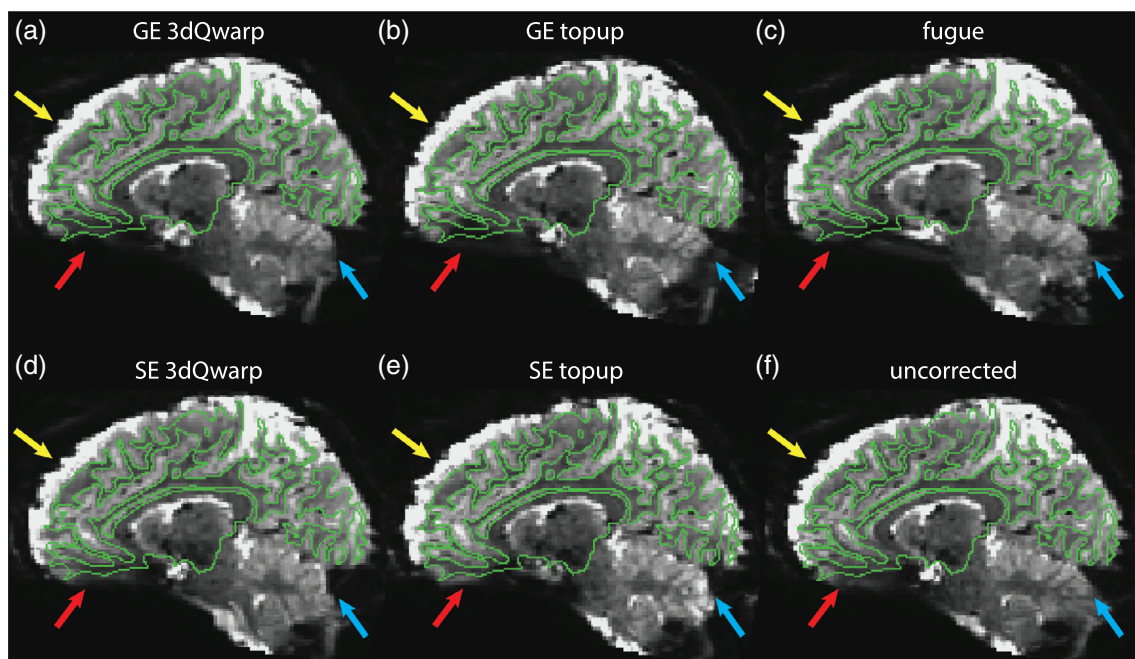 (a) GE 3dQwarp
(b) GE topup
(c) fugue
(d) SE 3dQwarp
(e) SE topup
(f) uncorrected